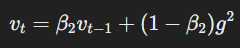 v_t = β_2 v_{t−1} + (1 − β_2)g^2